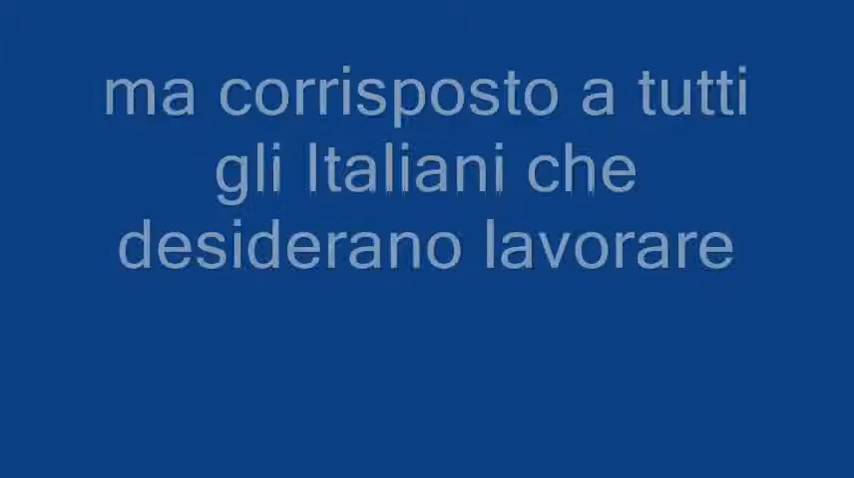 ma corrisposto a tutti
gli Italiani che
desiderano lavorare